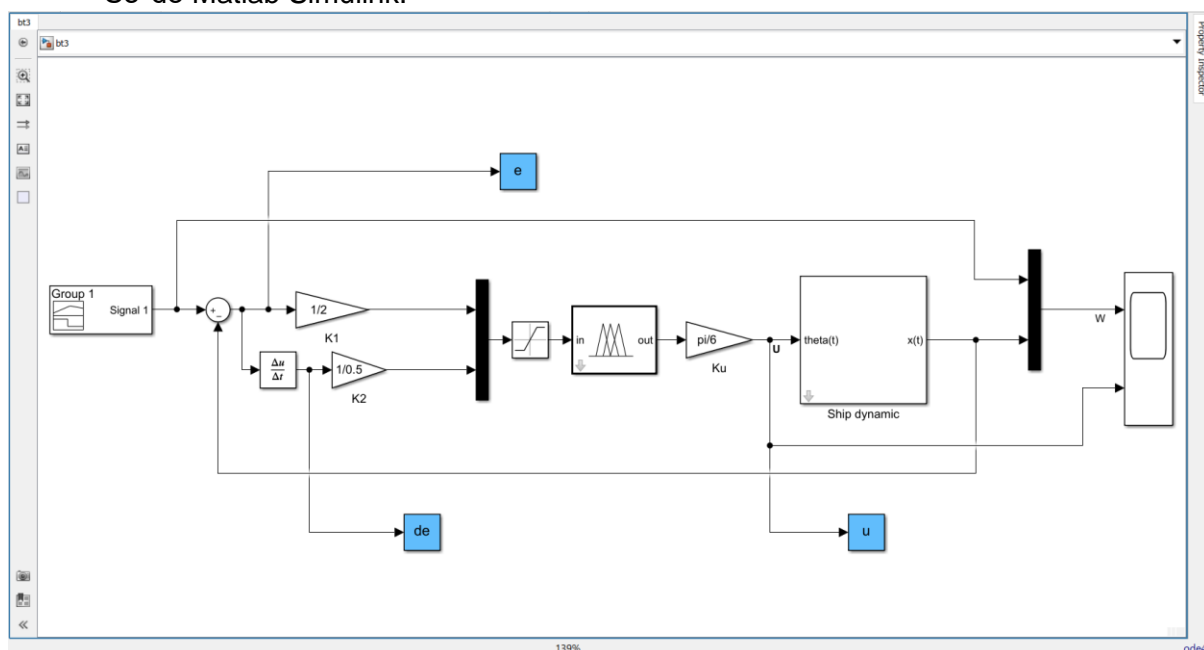 Sơ đồ Matlab Simulink:
bt3
bt3
Property Inspector
e
Group 1
Signal 1
+
-
1/2
K1
Δu
Δt
1/0.5
K2
in
out
pi/6
Ku
U
theta(t)
x(t)
Ship dynamic
W
de
u
139%